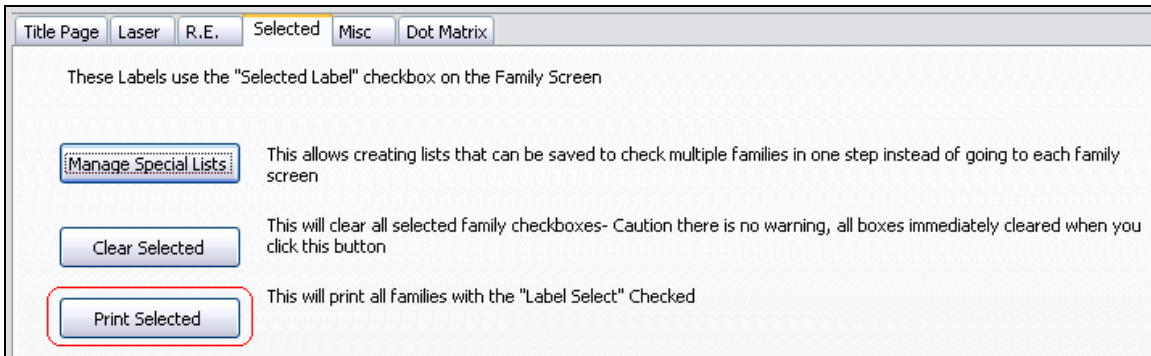 Title Page Laser R.E. Selected Misc Dot Matrix
These Labels use the "Selected Label" checkbox on the Family Screen
Manage Special Lists
This allows creating lists that can be saved to check multiple families in one step instead of going to each family
screen
Clear Selected
This will clear all selected family checkboxes- Caution there is no warning, all boxes immediately cleared when you
click this button
Print Selected
This will print all families with the "Label Select" Checked